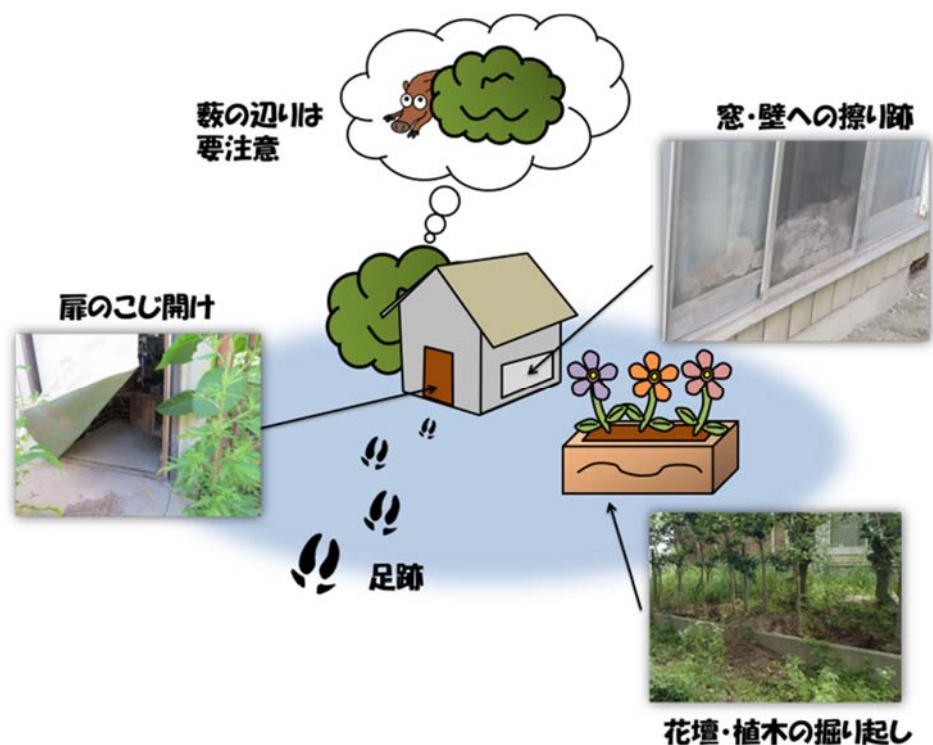 藪の辺りは
要注意
窓・壁への擦り跡
扉のこじ開け
足跡
花壇・植木の掘り起し